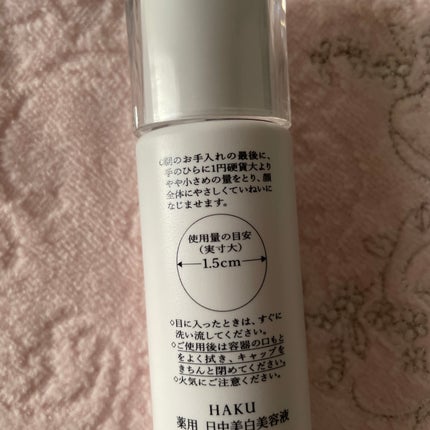 ◇朝のお手入れの最後に、
手のひらに1円硬貨大より
やや小さめの量をとり、顔
全体にやさしくていねいに
なじませます。
使用量の目安
(実寸大)
1.5cm
◇目に入ったときは、すぐに
洗い流してください。
◇ご使用後は容器の口もと
をよく拭き、キャップを
きちんと閉めてください。
◇火気にご注意ください。
HAKU
薬用 日中美白美容液